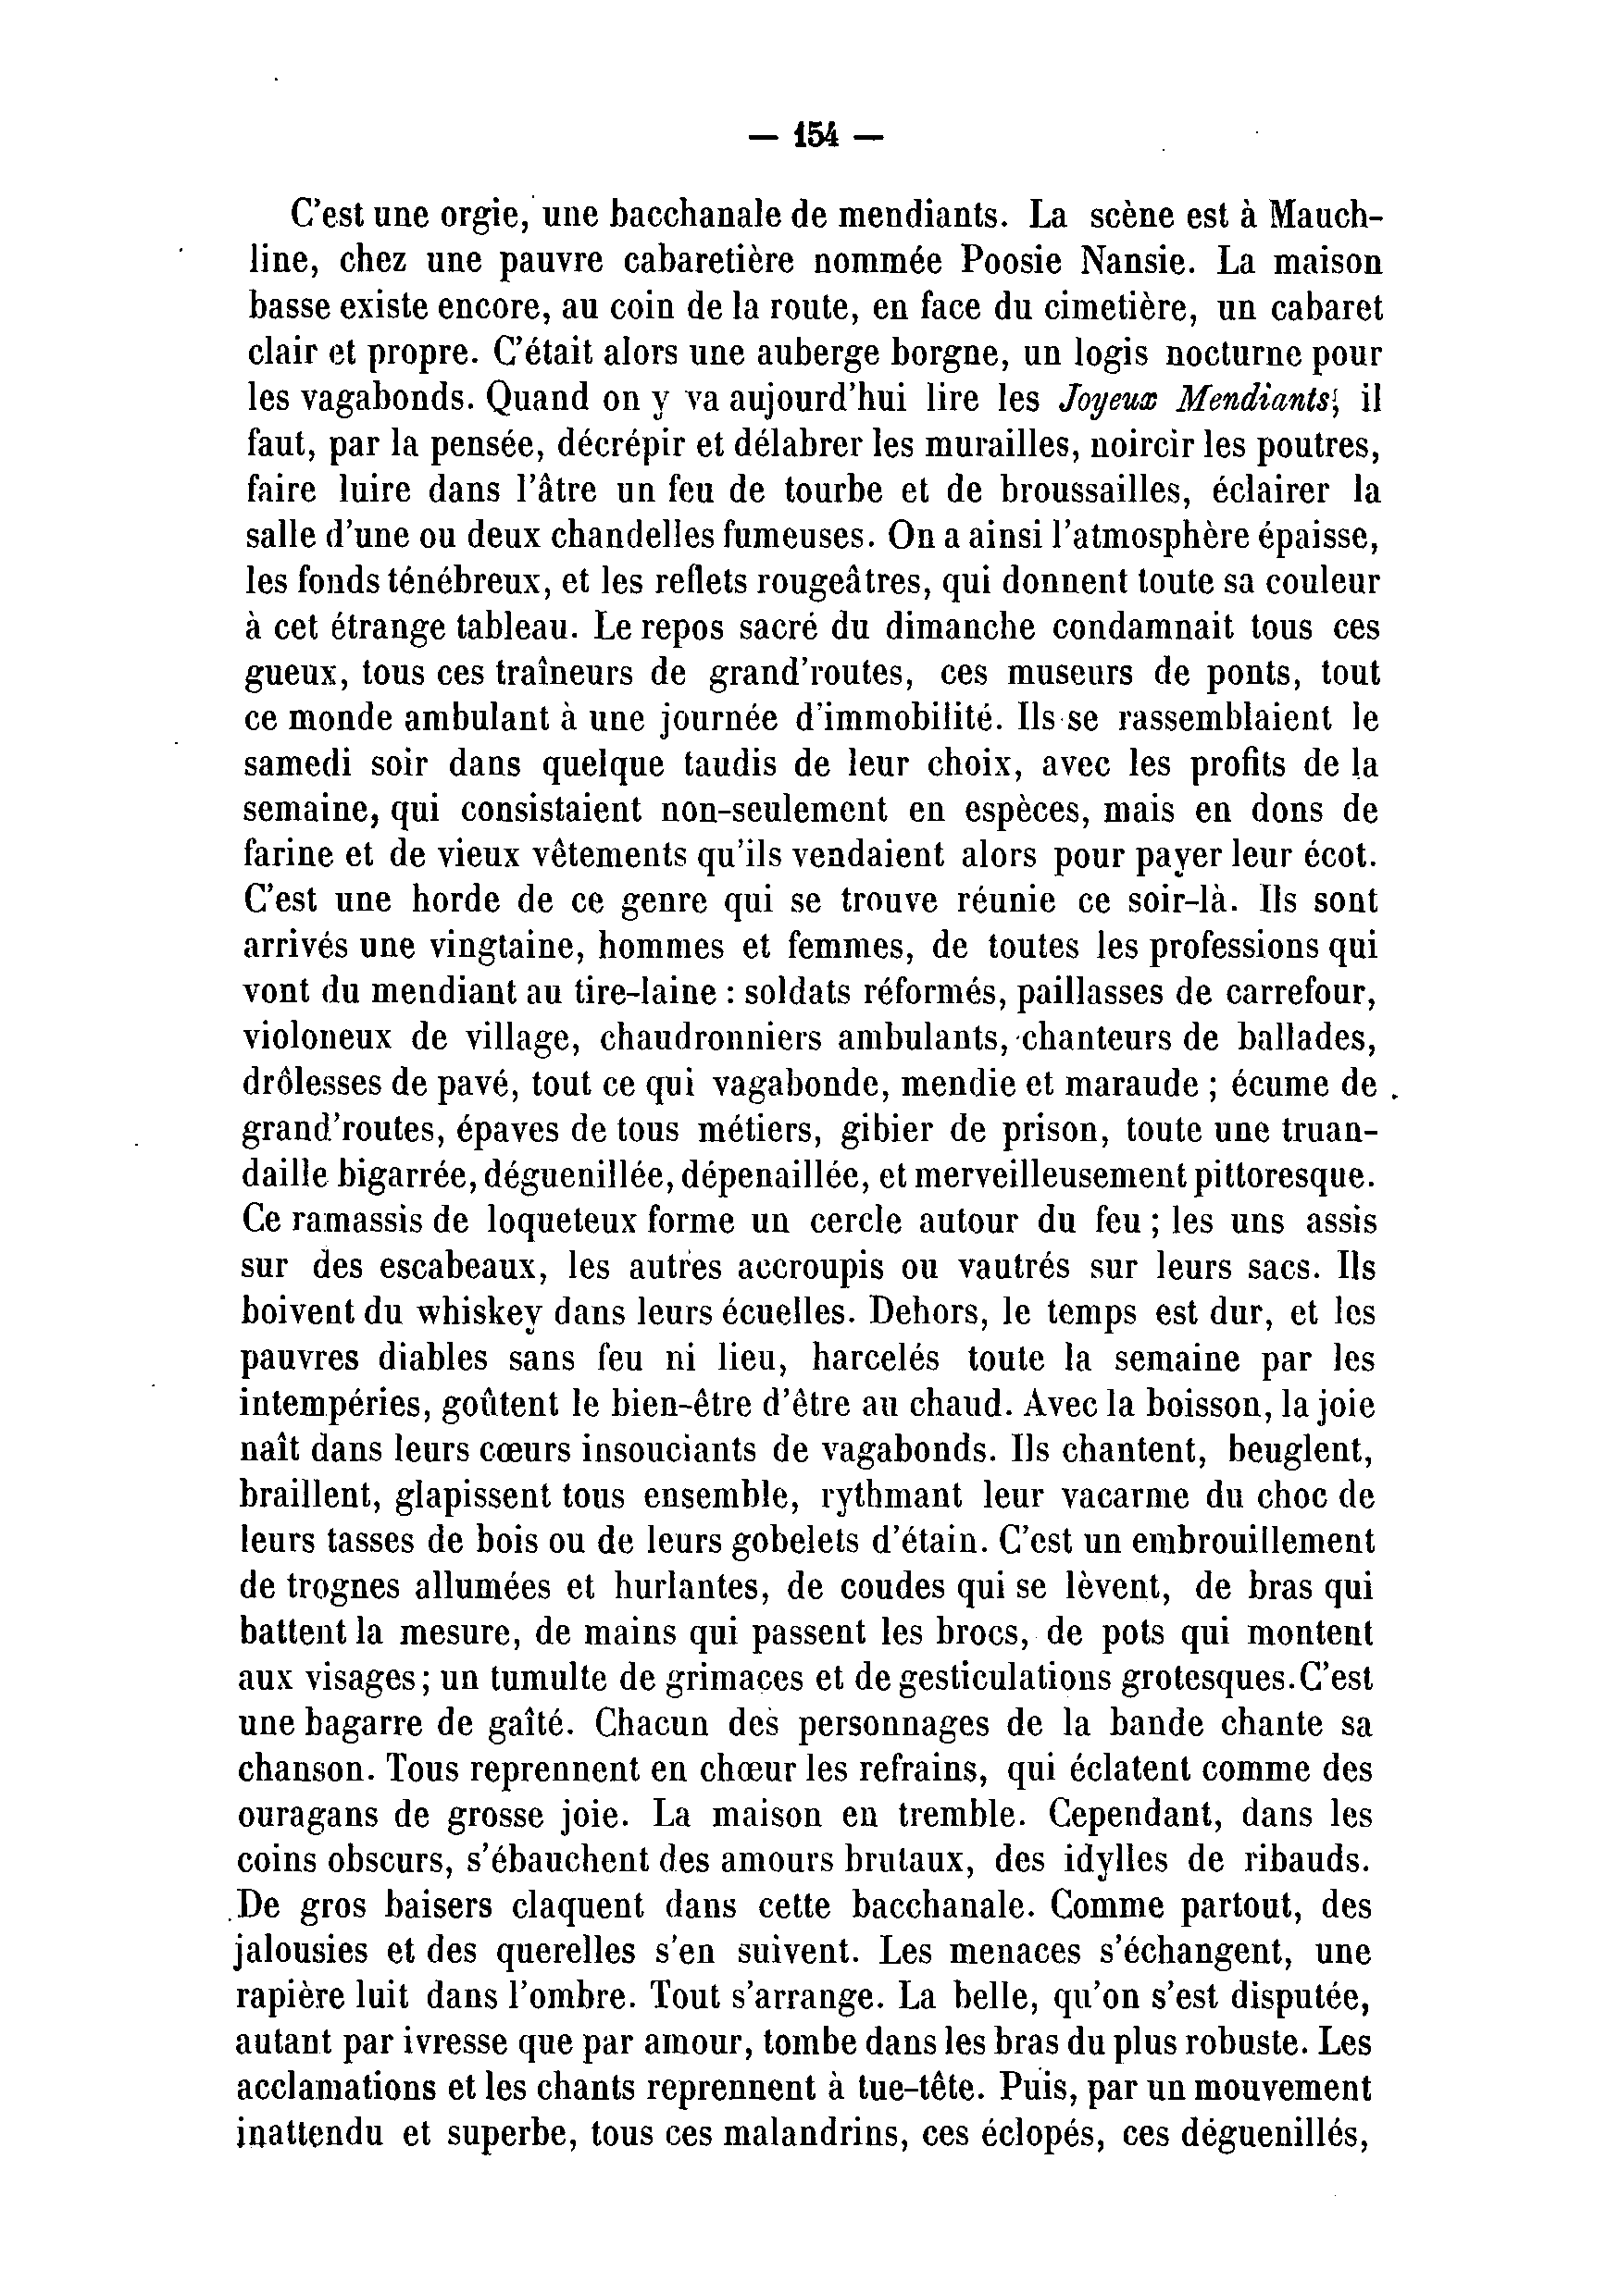 — 154 —
C'est une orgie, une bacchanale de mendiants. La scène est à Mauch-
line, chez une pauvre cabaretière nommée Poosie Nansie. La maison
basse existe encore, au coin de la route, en face du cimetière, un cabaret
clair et propre. C'était alors une auberge borgne, un logis nocturne pour
les vagabonds. Quand on y va aujourd'hui lire les Joyeux Mendiants, il
faut, par la pensée, décrépir et délabrer les murailles, noircir les poutres,
faire luire dans l'âtre un feu de tourbe et de broussailles, éclairer la
salle d'une ou deux chandelles fumeuses. On a ainsi l'atmosphère épaisse,
les fonds ténébreux, et les reflets rougeâtres, qui donnent toute sa couleur
à cet étrange tableau. Le repos sacré du dimanche condamnait tous ces
gueux, tous ces traîneurs de grand'routes, ces museurs de ponts, tout
ce monde ambulant à une journée d'immobilité. Ils se rassemblaient le
samedi soir dans quelque taudis de leur choix, avec les profits de la
semaine, qui consistaient non-seulement en espèces, mais en dons de
farine et de vieux vêtements qu'ils vendaient alors pour payer leur écot.
C'est une horde de ce genre qui se trouve réunie ce soir-là. Ils sont
arrivés une vingtaine, hommes et femmes, de toutes les professions qui
vont du mendiant au tire-laine : soldats réformés, paillasses de carrefour,
violoneux de village, chaudronniers ambulants, chanteurs de ballades,
drôlesses de pavé, tout ce qui vagabonde, mendie et maraude ; écume de
grand'routes, épaves de tous métiers, gibier de prison, toute une truan-
daille bigarrée, déguenillée, dépenaillée, et merveilleusement pittoresque.
Ce ramassis de loqueteux forme un cercle autour du feu ; les uns assis
sur des escabeaux, les autres accroupis ou vautrés sur leurs sacs. Ils
boivent du whiskey dans leurs écuelles. Dehors, le temps est dur, et les
pauvres diables sans feu ni lieu, harcelés toute la semaine par les
intempéries, goûtent le bien-être d'être au chaud. Avec la boisson, la joie
naît dans leurs cœurs insouciants de vagabonds. Ils chantent, beuglent,
braillent, glapissent tous ensemble, rythmant leur vacarme du choc de
leurs tasses de bois ou de leurs gobelets d'étain. C'est un embrouillement
de trognes allumées et hurlantes, de coudes qui se lèvent, de bras qui
battent la mesure, de mains qui passent les brocs, de pots qui montent
aux visages ; un tumulte de grimaces et de gesticulations grotesques. C'est
une bagarre de gaîté. Chacun des personnages de la bande chante sa
chanson. Tous reprennent en chœur les refrains, qui éclatent comme des
ouragans de grosse joie. La maison en tremble. Cependant, dans les
coins obscurs, s'ébauchent des amours brutaux, des idylles de ribauds.
De gros baisers claquent dans cette bacchanale. Comme partout, des
jalousies et des querelles s'en suivent. Les menaces s'échangent, une
rapière luit dans l'ombre. Tout s'arrange. La belle, qu'on s'est disputée,
autant par ivresse que par amour, tombe dans les bras du plus robuste. Les
acclamations et les chants reprennent à tue-tête. Puis, par un mouvement
inattendu et superbe, tous ces malandrins, ces éclopés, ces déguenillés,